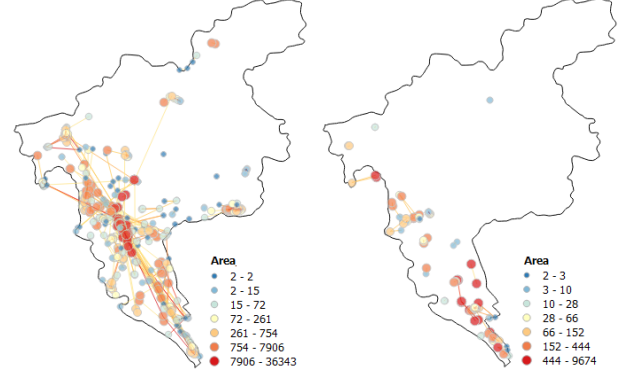 Area
2 - 2
2 - 15
15 - 72
72 - 261
261 - 754
754 - 7906
7906 - 36343
Area
2 - 3
3 - 10
10 - 28
28 - 66
66 - 152
152 - 444
444 - 9674